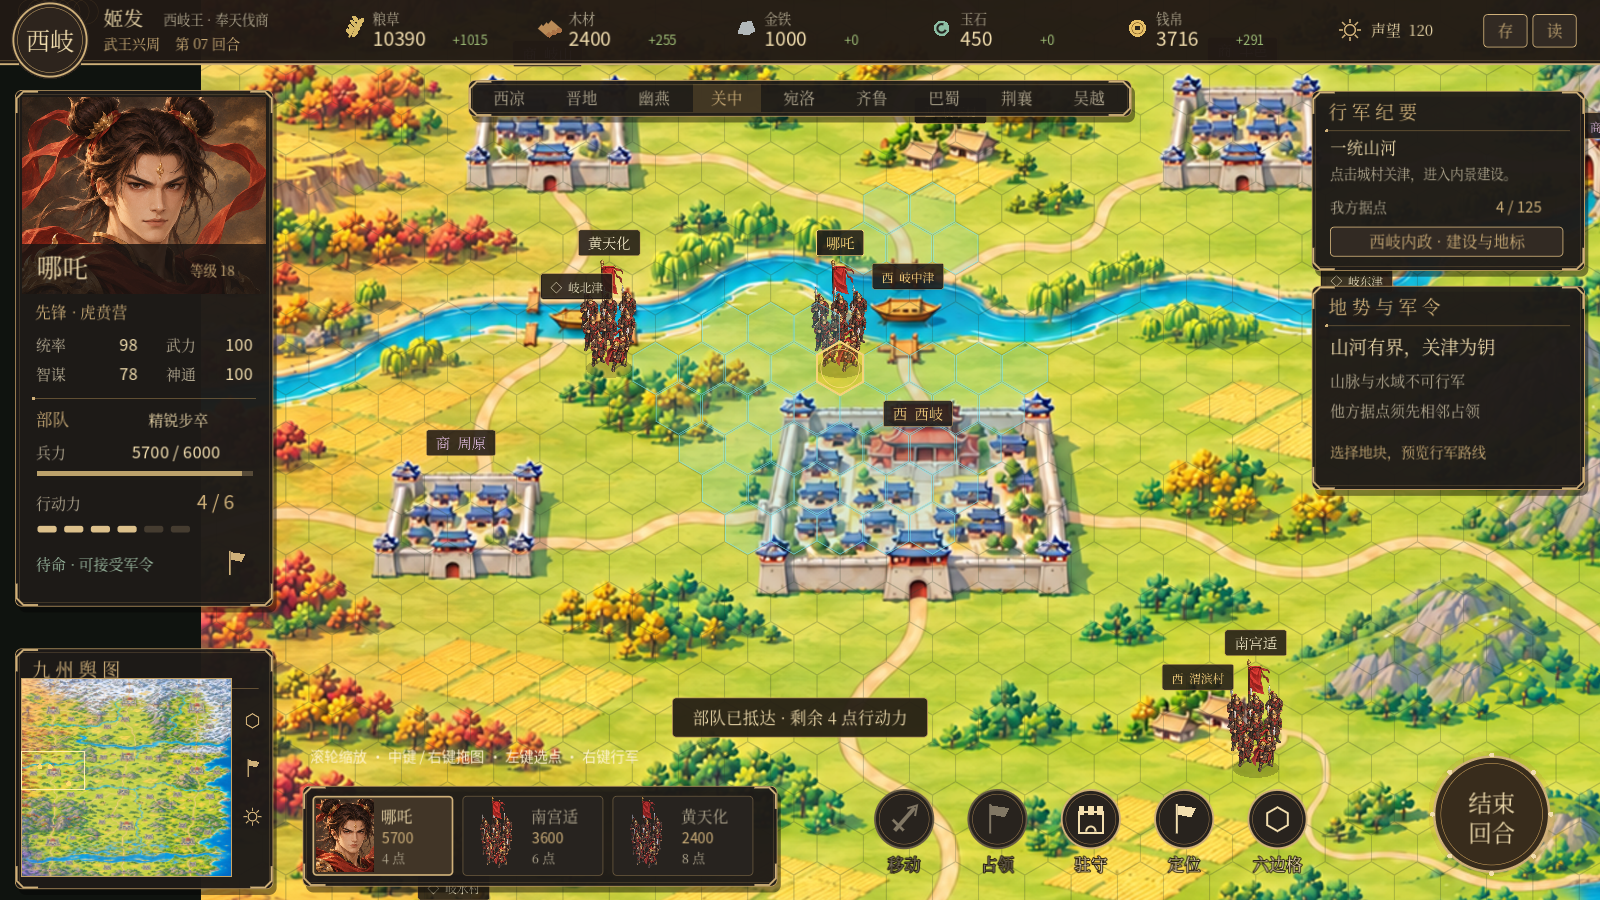 西岐
姬发 西岐王·奉天伐商
武王兴周 第 07 回合
粮草 10390 +1015
木材 2400 +255
金铁 1000 +0
玉石 450 +0
钱帛 3716 +291
声望 120
存 读
西凉 晋地 幽燕 关中 宛洛 齐鲁 巴蜀 荆襄 吴越
哪吒 等级 18
先锋·虎贲营
统率 98 武力 100
智谋 78 神通 100
部队 精锐步卒
兵力 5700 / 6000
行动力 4 / 6
待命·可接受军令
九州舆图
黄天化
◇ 岐北津
哪吒
西 岐中津
西 西岐
商 周原
南宫适
西 渭滨村
◇ 岐东津
商
行军纪要
一统山河
点击城村关津，进入内景建设。
我方据点 4 / 125
西岐内政·建设与地标
地势与军令
山河有界，关津为钥
山脉与水域不可行军
他方据点须先相邻占领
选择地块，预览行军路线
部队已抵达·剩余 4 点行动力
滚轮缩放 · 中键/右键拖图 · 左键选点 · 右键行军
哪吒 5700 4 点
南宫适 3600 6 点
黄天化 2400 8 点
◇ 岐水村
移动 占领 驻守 定位 六边格
结束
回合